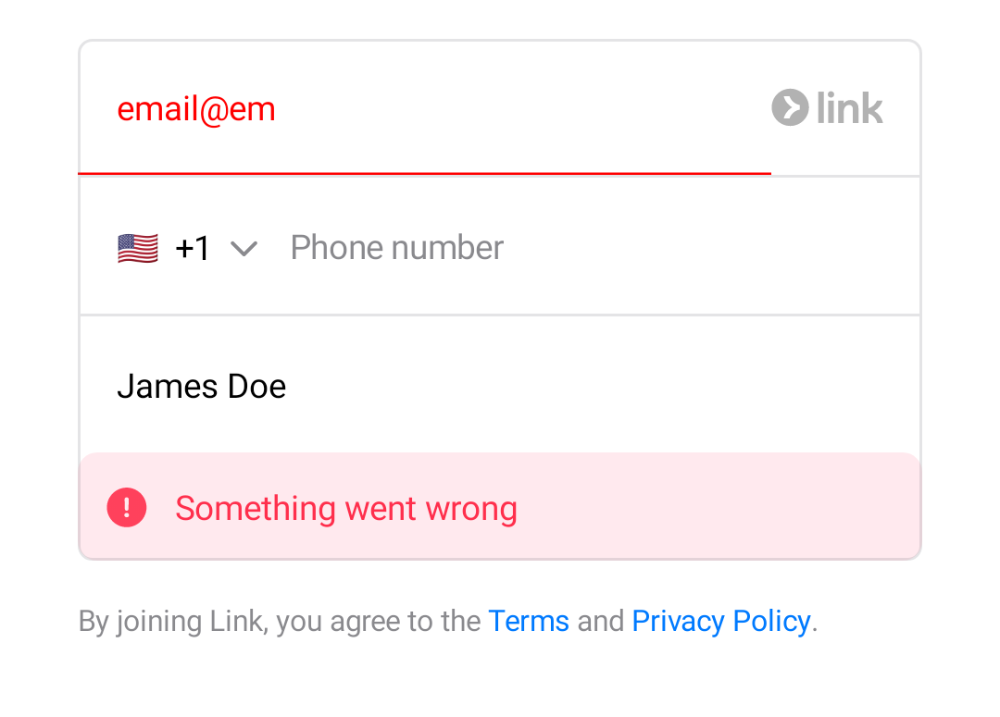 email@em
link
+1 Phone number
James Doe
Something went wrong
By joining Link, you agree to the Terms and Privacy Policy.